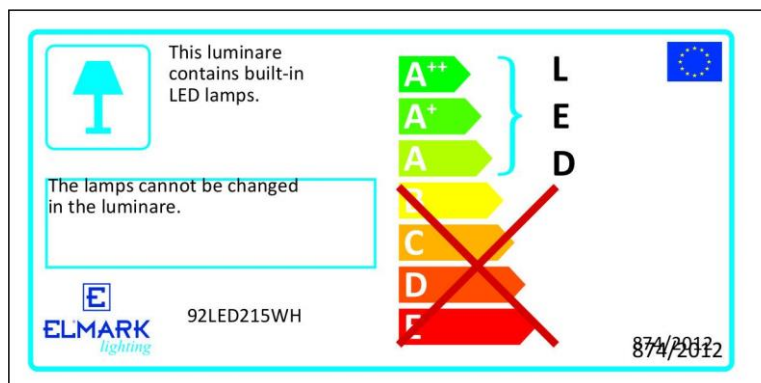 This luminare
contains built-in
LED lamps.
The lamps cannot be changed
in the luminare.
E
ELMARK
lighting
92LED215WH
A++
A+
A
B
C
D
E
L
E
D
874/2012
874/2012